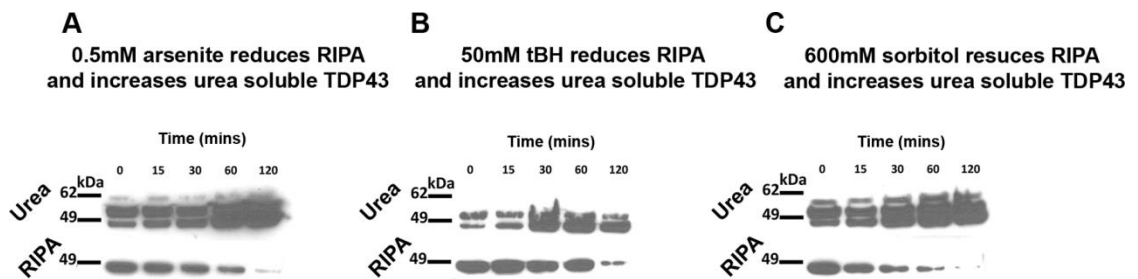 A
0.5mM arsenite reduces RIPA
and increases urea soluble TDP43
Time (mins)
0 15 30 60 120
kDa
62
49
Urea
49
RIPA
B
50mM tBH reduces RIPA
and increases urea soluble TDP43
Time (mins)
0 15 30 60 120
kDa
62
49
Urea
49
RIPA
C
600mM sorbitol resuces RIPA
and increases urea soluble TDP43
Time (mins)
0 15 30 60 120
kDa
62
49
Urea
49
RIPA